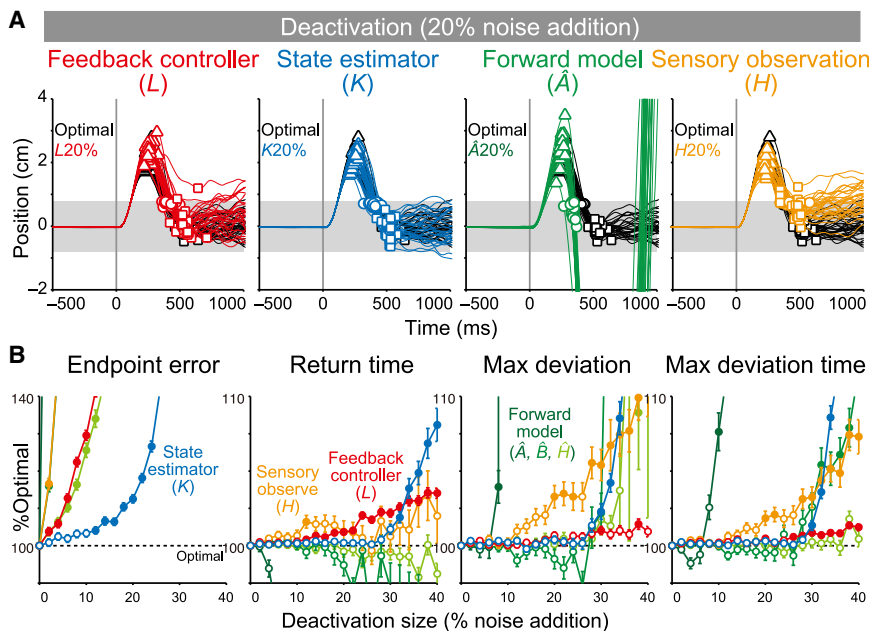 A
Deactivation (20% noise addition)
Feedback controller
(L)
State estimator
(K)
Forward model
(Â)
Sensory observation
(H)
Position (cm)
4
2
0
–2
Optimal
L20%
Optimal
K20%
Optimal
Â20%
Optimal
H20%
–500 0 500 1000
–500 0 500 1000
–500 0 500 1000
–500 0 500 1000
Time (ms)
B
Endpoint error
Return time
Max deviation
Max deviation time
%Optimal
140
100
State
estimator
(K)
Optimal
110
100
Sensory
observe
(H)
Feedback
controller
(L)
110
100
Forward
model
(Â, B̂, Ĥ)
110
100
0 10 20 30 40
0 10 20 30 40
0 10 20 30 40
0 10 20 30 40
Deactivation size (% noise addition)